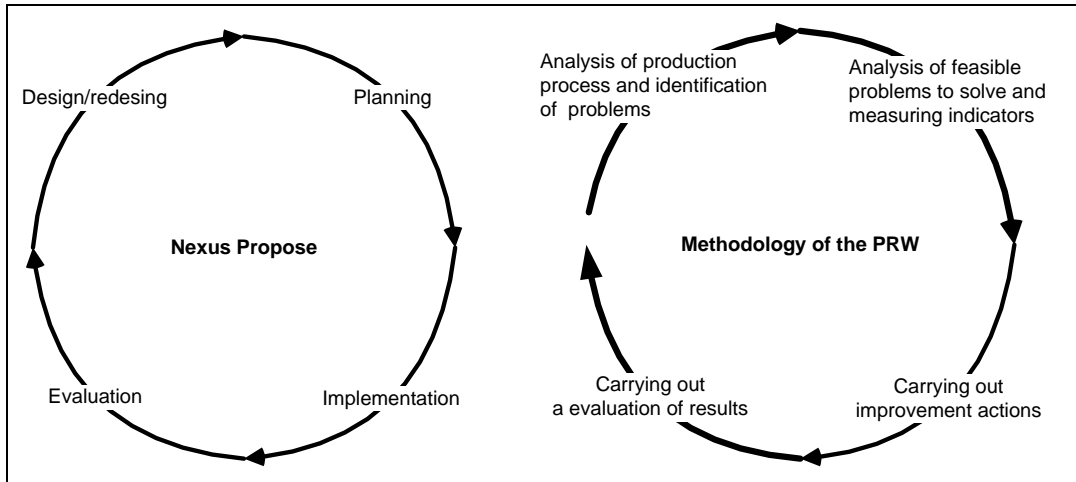 Design/redesing
Planning
Nexus Propose
Evaluation
Implementation
Analysis of production
process and identification
of problems
Analysis of feasible
problems to solve and
measuring indicators
Methodology of the PRW
Carrying out
a evaluation of results
Carrying out
improvement actions